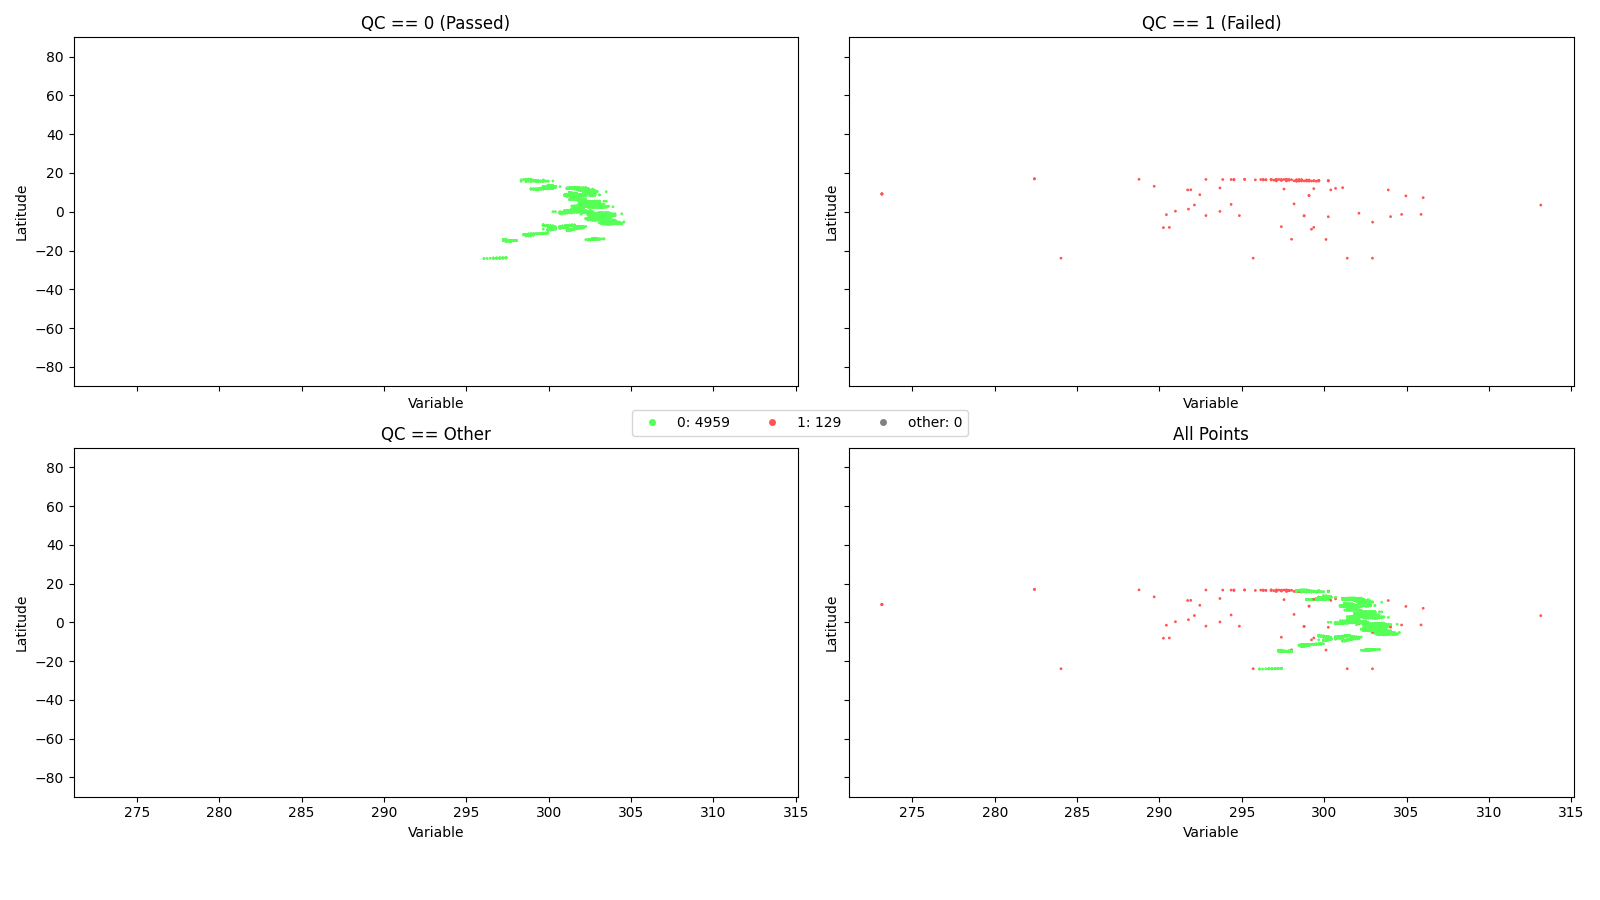 QC == 0 (Passed)
QC == 1 (Failed)
80
60
40
20
0
−20
−40
−60
−80
Latitude
Latitude
Variable
Variable
0: 4959
1: 129
other: 0
QC == Other
All Points
80
60
40
20
0
−20
−40
−60
−80
Latitude
Latitude
275 280 285 290 295 300 305 310 315
275 280 285 290 295 300 305 310 315
Variable
Variable